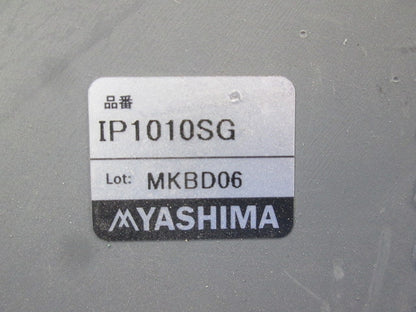 品番
IP1010SG
Lot: MKBD06
YASHIMA